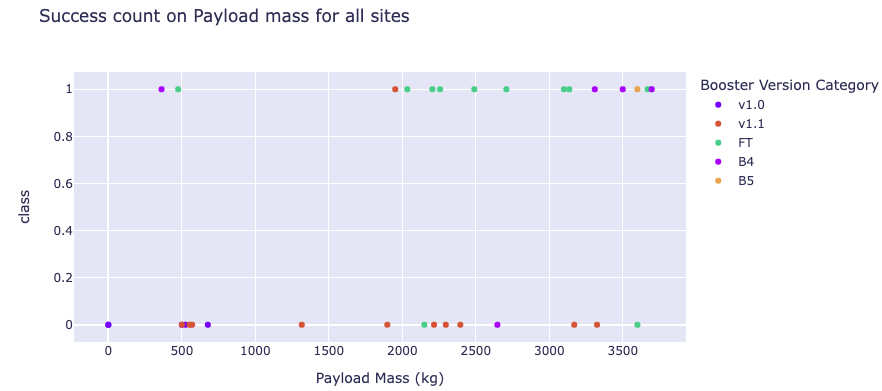 Success count on Payload mass for all sites
Booster Version Category
v1.0
v1.1
FT
B4
B5
class
1
0.8
0.6
0.4
0.2
0
0 500 1000 1500 2000 2500 3000 3500
Payload Mass (kg)